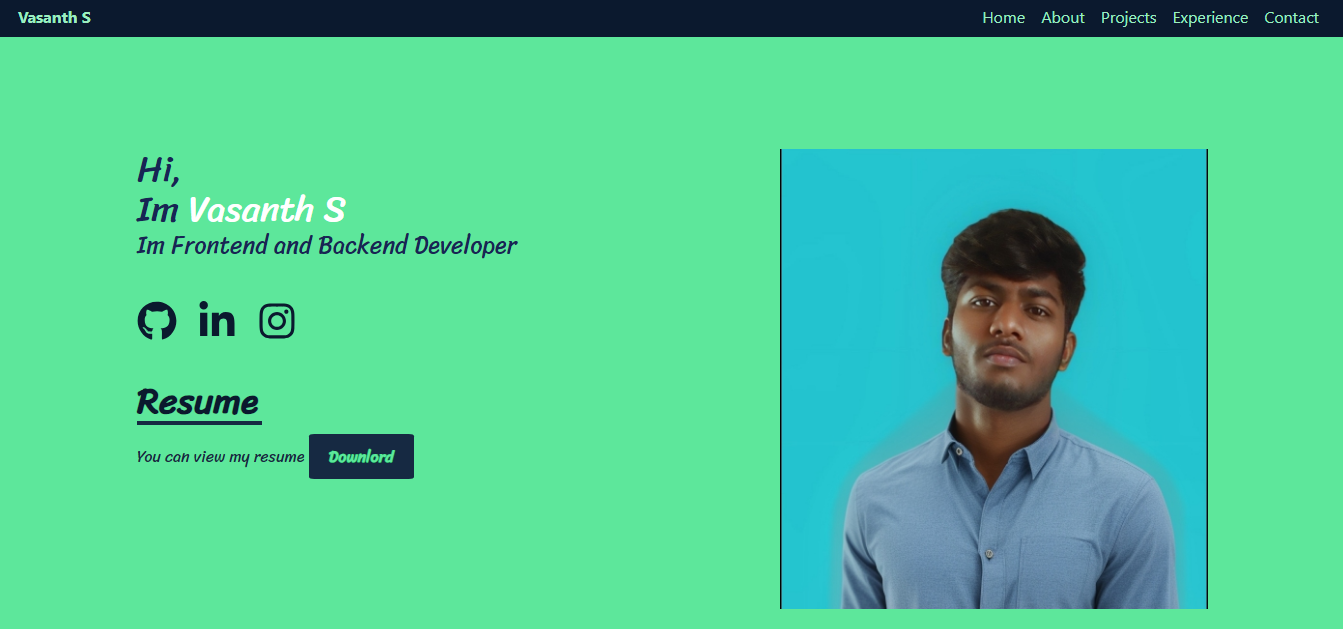 Vasanth S
Home About Projects Experience Contact
Hi,
Im Vasanth S
Im Frontend and Backend Developer
in
Resume
You can view my resume Downlord